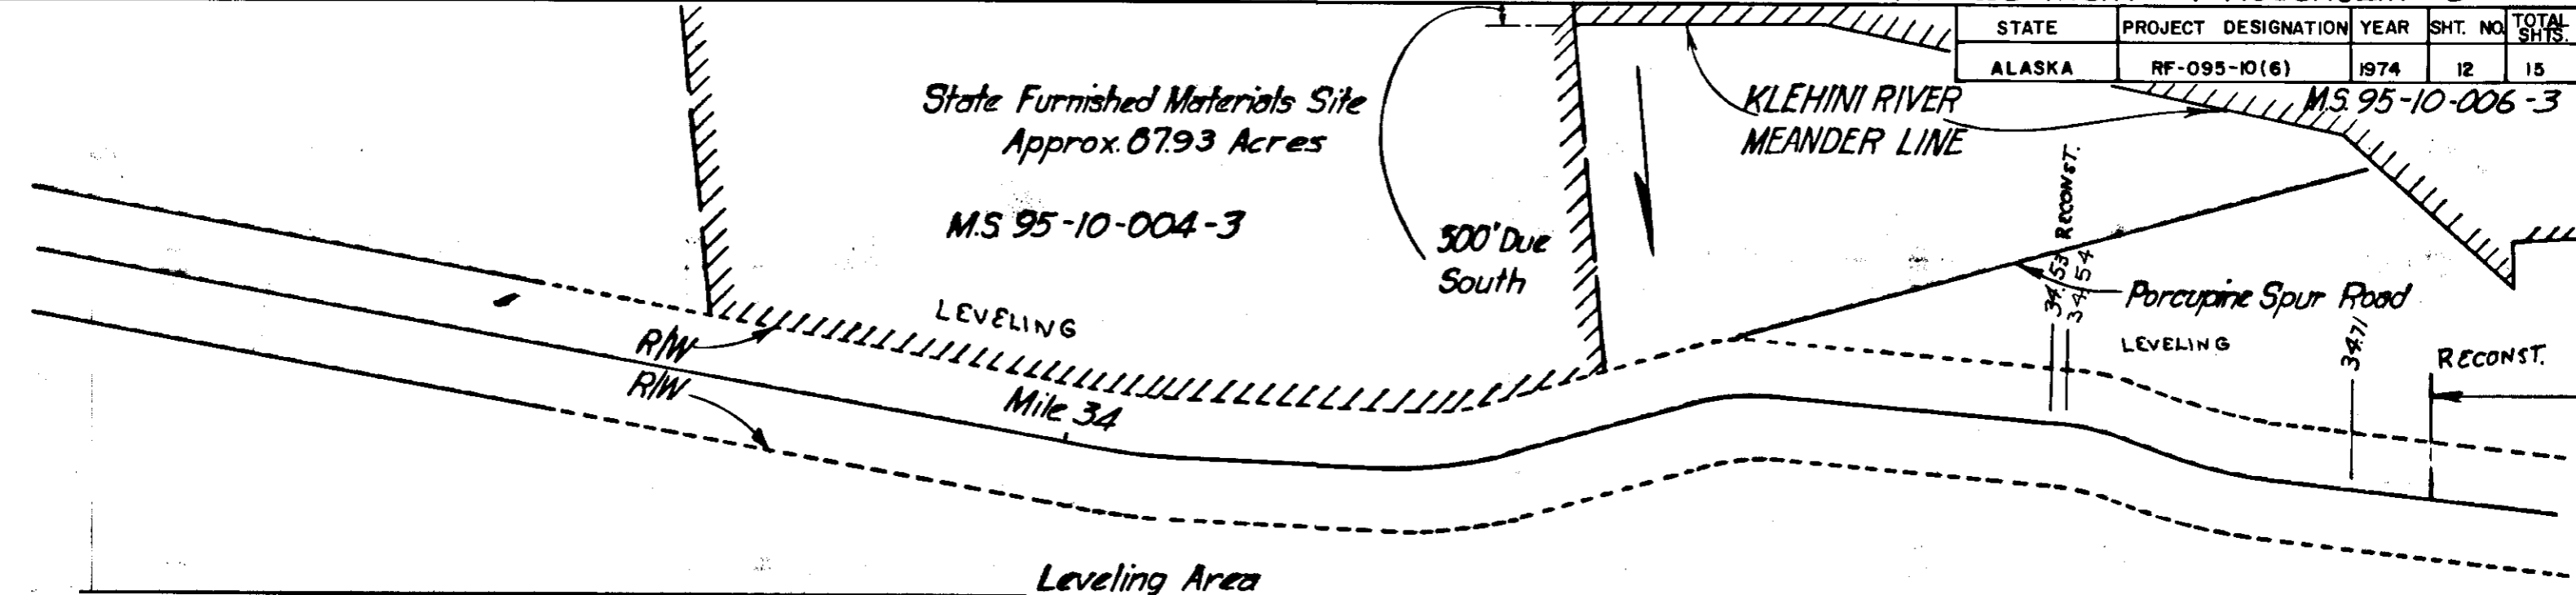 STATE PROJECT DESIGNATION YEAR SHT. NO. TOTAL SHTS.
ALASKA RF-095-10(6) 1974 12 15
State Furnished Materials Site
Approx. 87.93 Acres
M.S. 95-10-004-3
500' Due
South
KLEHINI RIVER
MEANDER LINE
M.S. 95-10-006-3
RECONST.
34.53
34.54
Porcupine Spur Road
LEVELING
34.71
RECONST.
LEVELING
R/W
R/W
Mile 34
Leveling Area